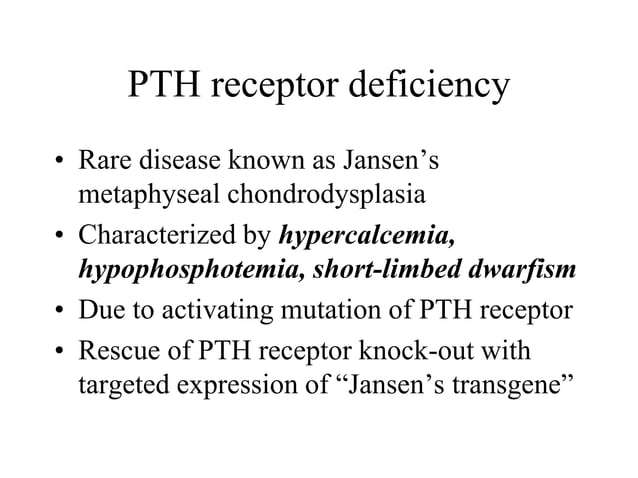 PTH receptor deficiency
• Rare disease known as Jansen’s
metaphyseal chondrodysplasia
• Characterized by hypercalcemia,
hypophosphotemia, short-limbed dwarfism
• Due to activating mutation of PTH receptor
• Rescue of PTH receptor knock-out with
targeted expression of “Jansen’s transgene”